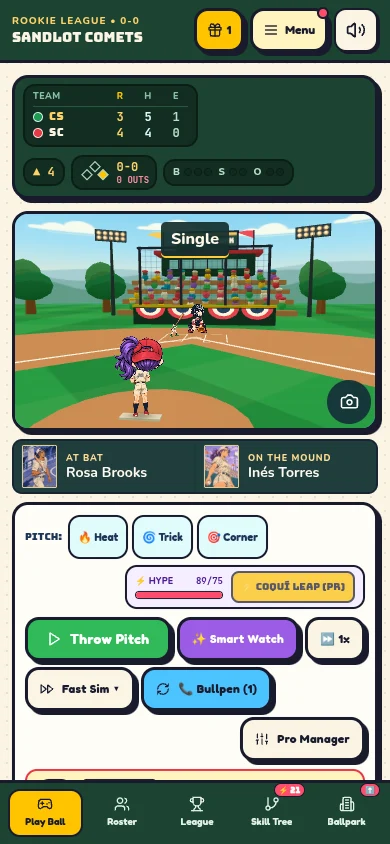 ROOKIE LEAGUE • 0-0
SANDLOT COMETS
1
Menu
TEAM R H E
CS 3 5 1
SC 4 4 0
▲ 4
0-0
0 OUTS
B S O
Single
AT BAT
Rosa Brooks
ON THE MOUND
Inés Torres
PITCH:
🔥 Heat
🌀 Trick
🎯 Corner
⚡ HYPE 89/75
COQUÍ LEAP (PR)
Throw Pitch
✨ Smart Watch
⏩ 1x
Fast Sim ▾
📞 Bullpen (1)
Pro Manager
⚡ 21
Play Ball
Roster
League
Skill Tree
Ballpark